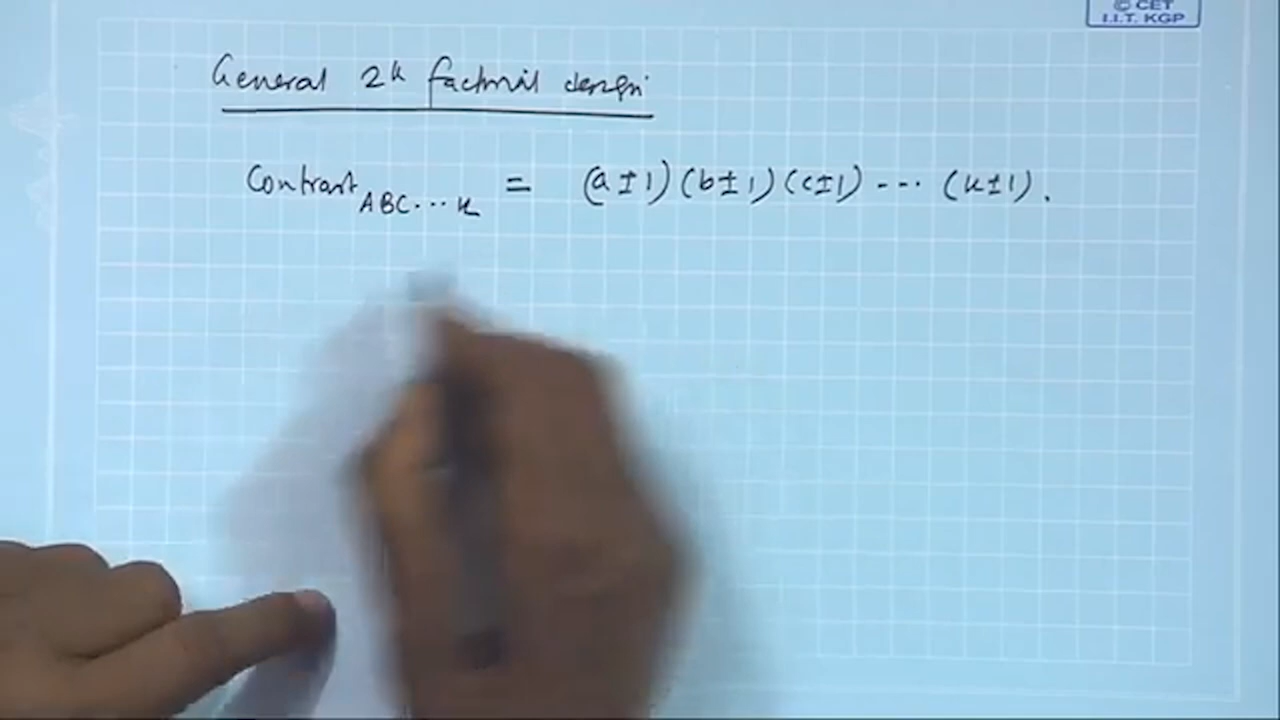 © CET
I.I.T. KGP
General 2^k factorial design
Contrast_ABC...K = (a ± 1) (b ± 1) (c ± 1) --- (k ± 1).